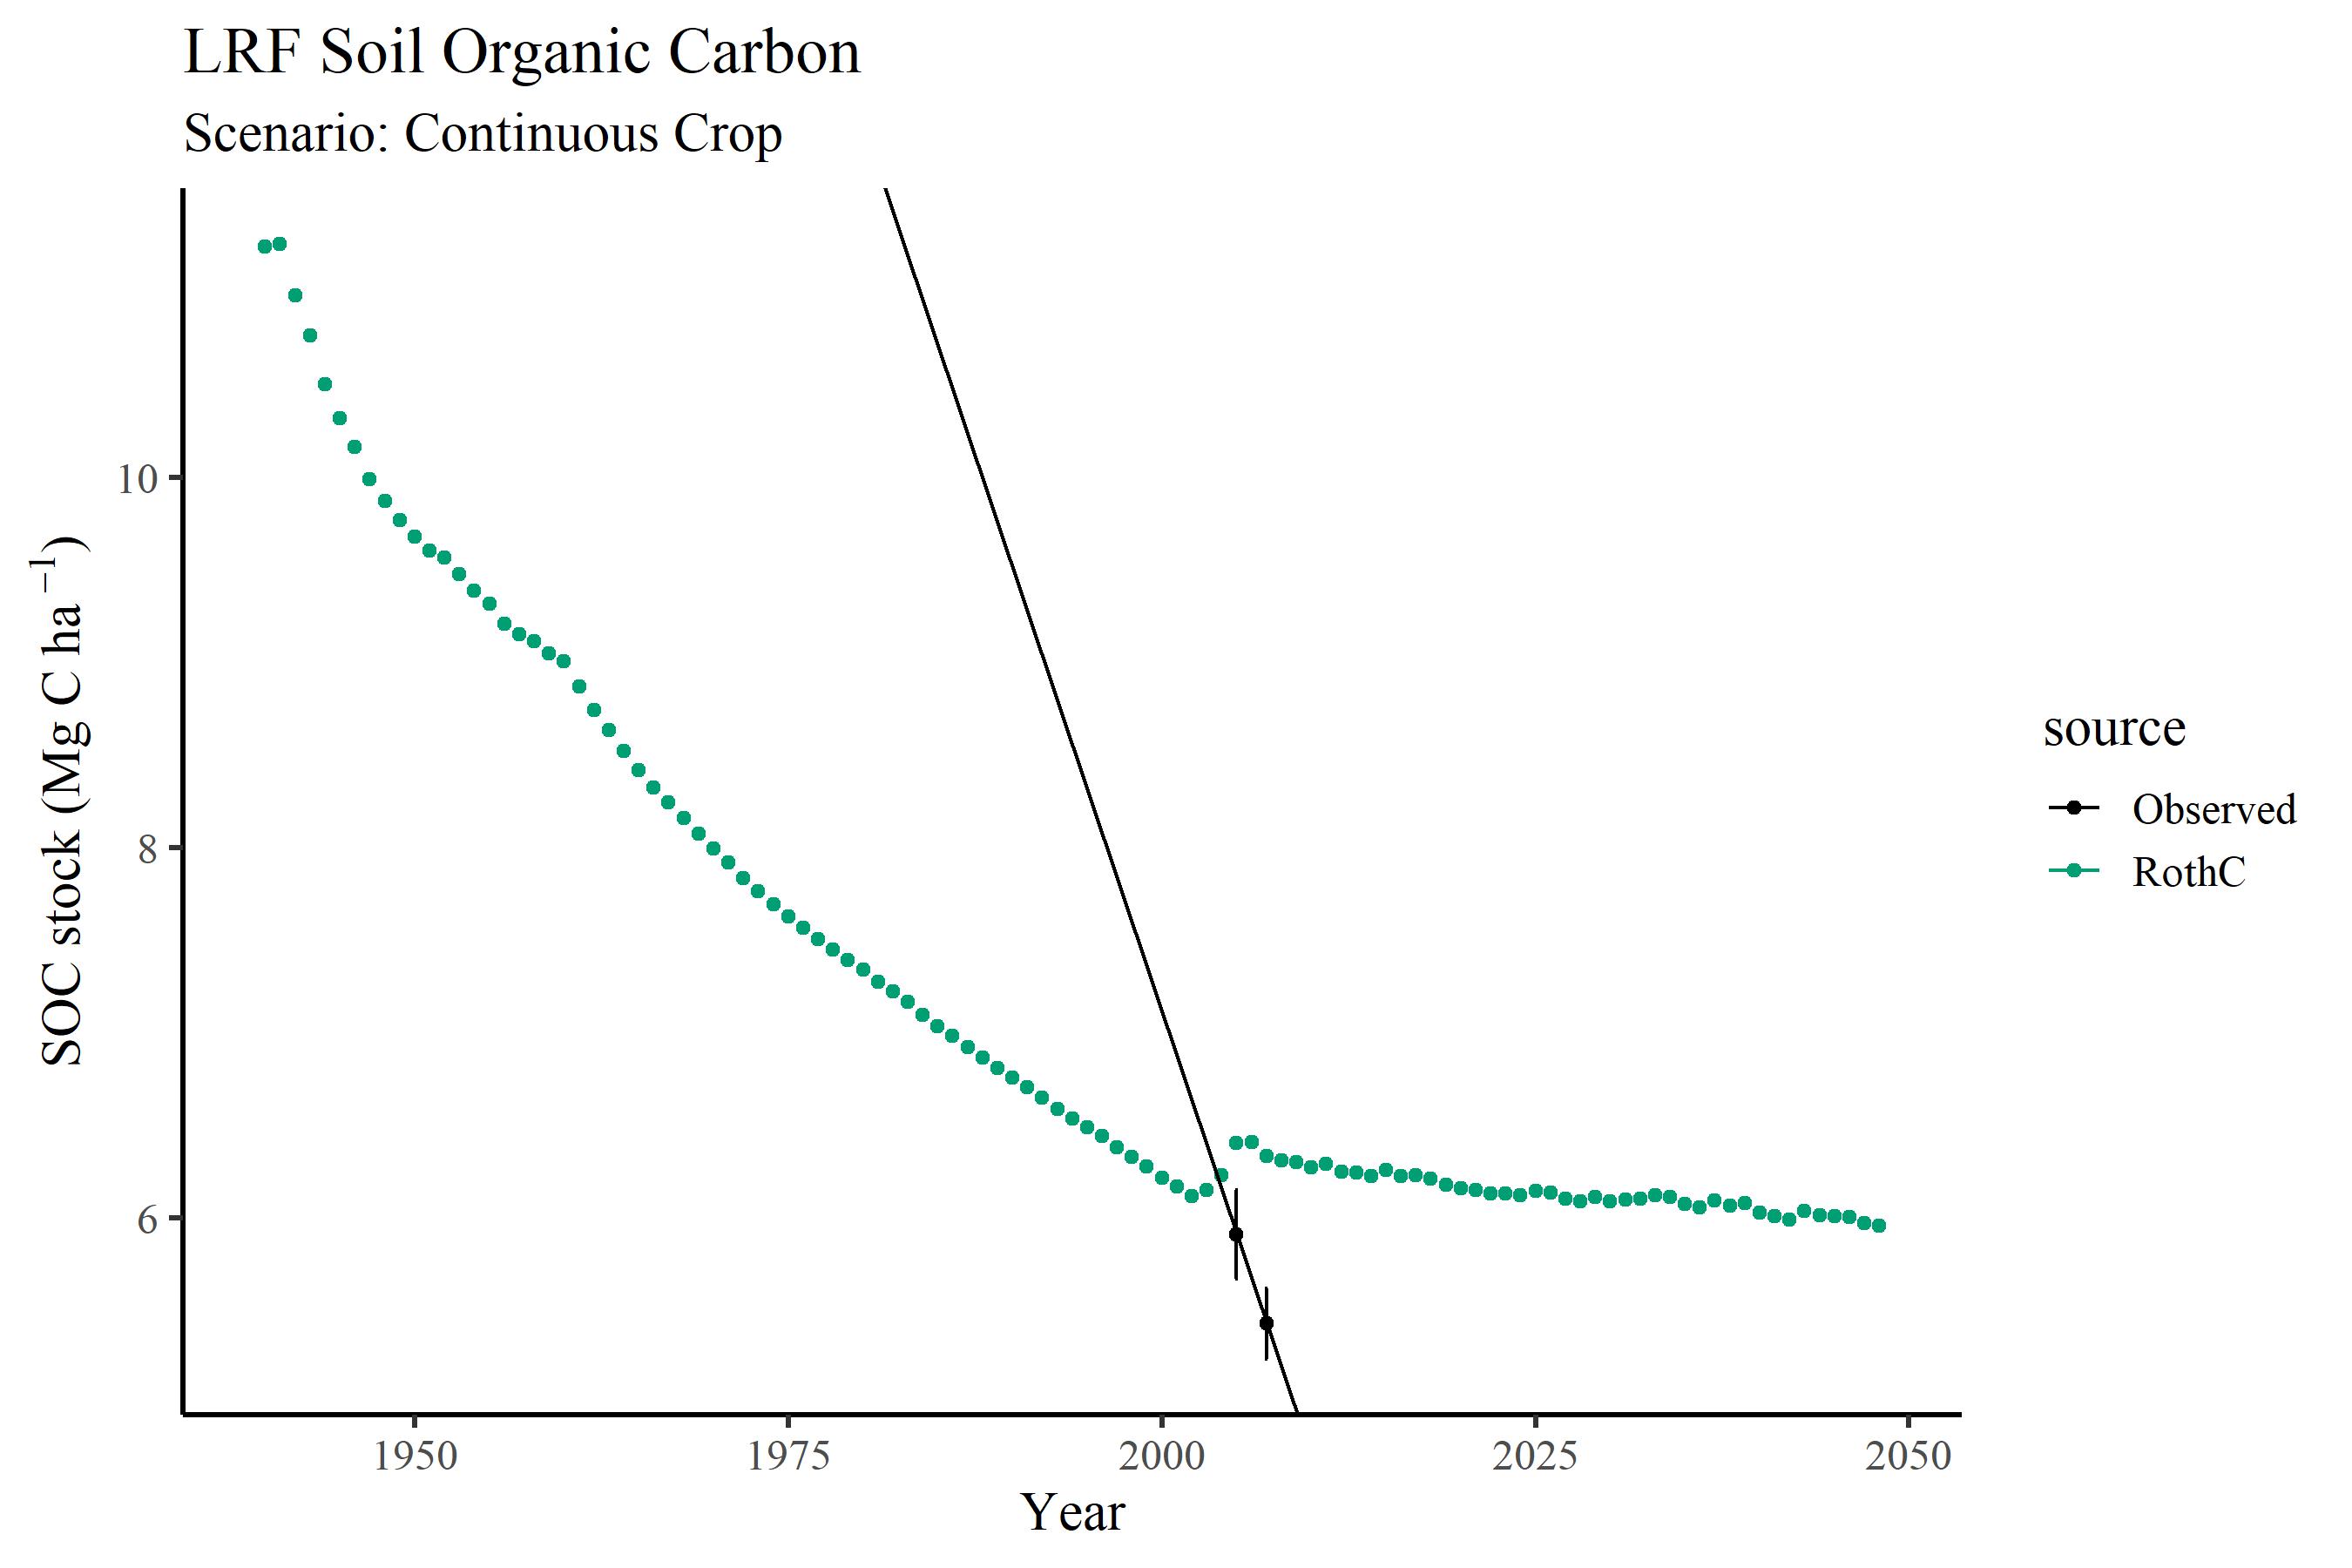 LRF Soil Organic Carbon
Scenario: Continuous Crop
SOC stock (Mg C ha⁻¹)
10
8
6
1950 1975 2000 2025 2050
Year
source
Observed
RothC